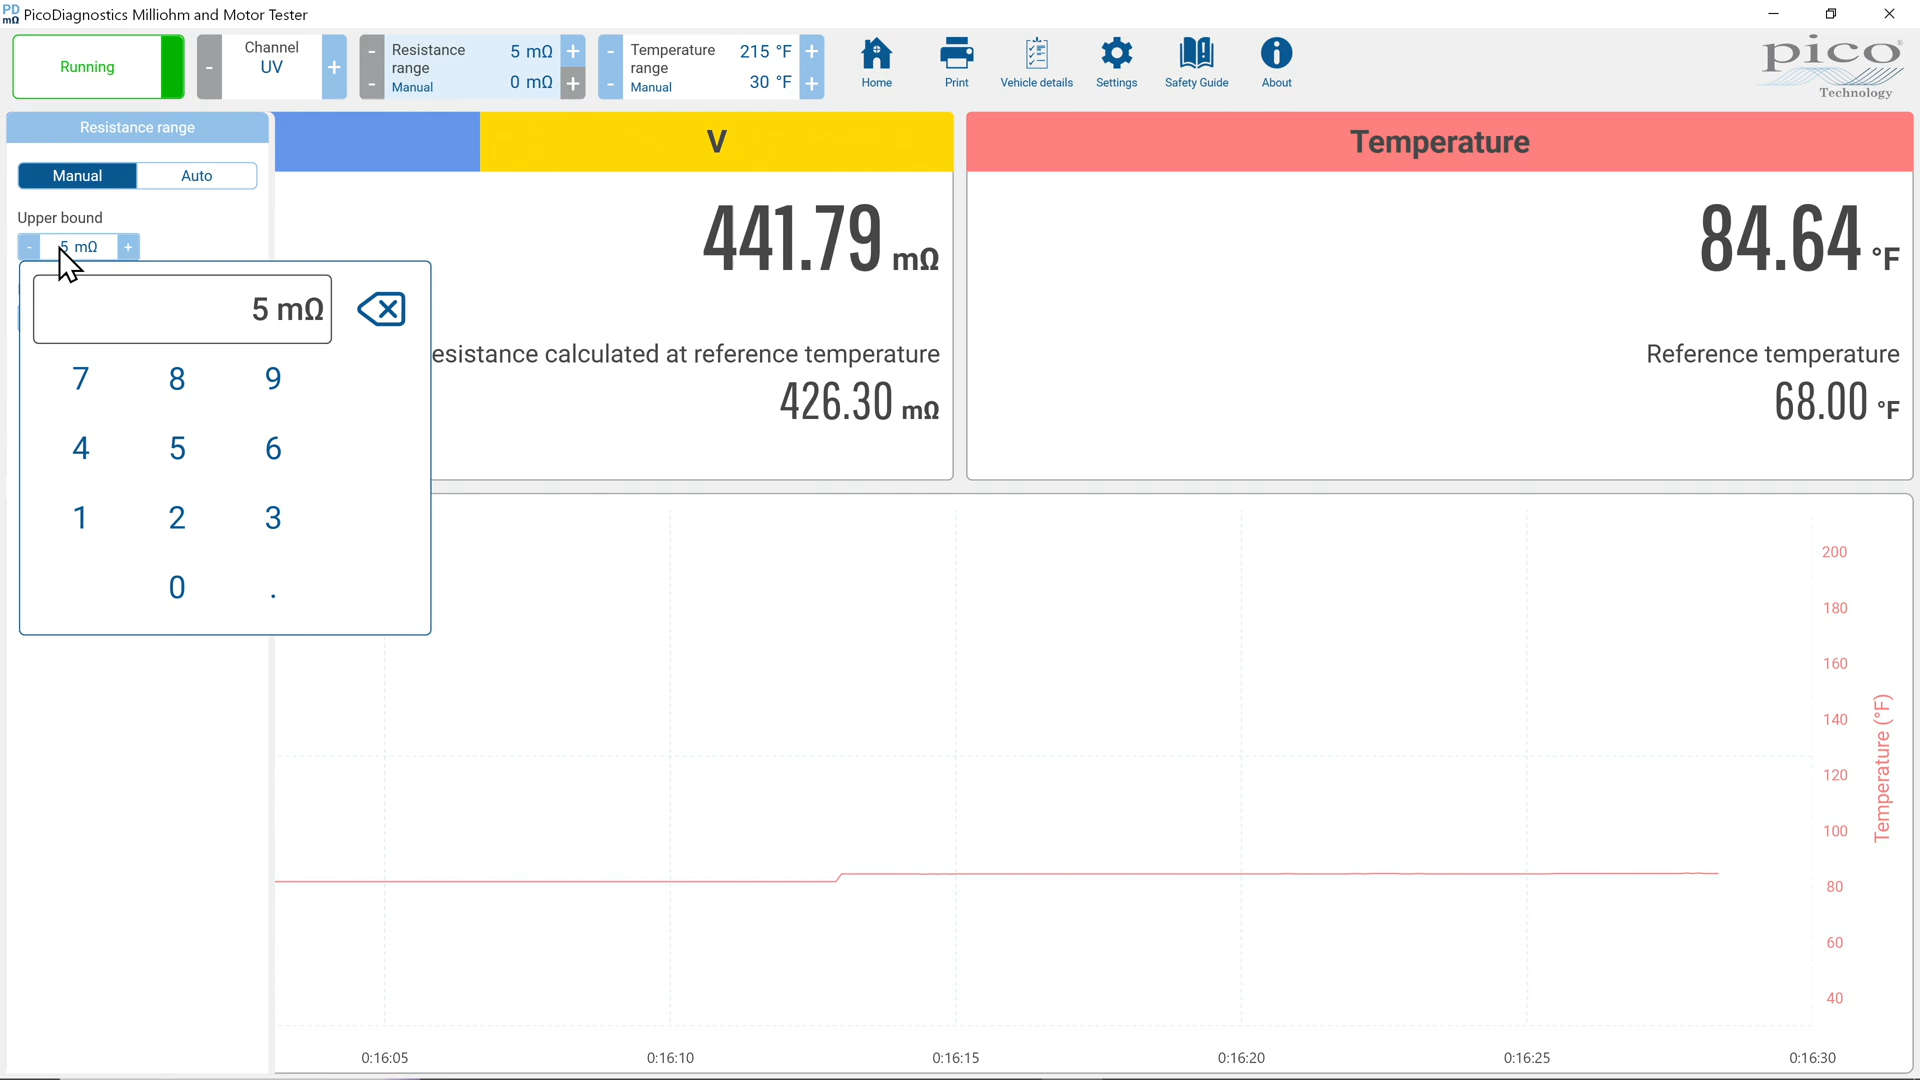 PD
mΩ PicoDiagnostics Milliohm and Motor Tester
Running
- Channel UV +
- Resistance range 5 mΩ +
- Manual 0 mΩ +
- Temperature range 215 °F +
- Manual 30 °F +
Home
Print
Vehicle details
Settings
Safety Guide
About
pico
Technology
Resistance range
Manual Auto
Upper bound
- 5 mΩ +
5 mΩ
7 8 9
4 5 6
1 2 3
0 .
V
441.79 mΩ
esistance calculated at reference temperature
426.30 mΩ
Temperature
84.64 °F
Reference temperature
68.00 °F
200
180
160
140
120
100
80
60
40
Temperature (°F)
0:16:05 0:16:10 0:16:15 0:16:20 0:16:25 0:16:30